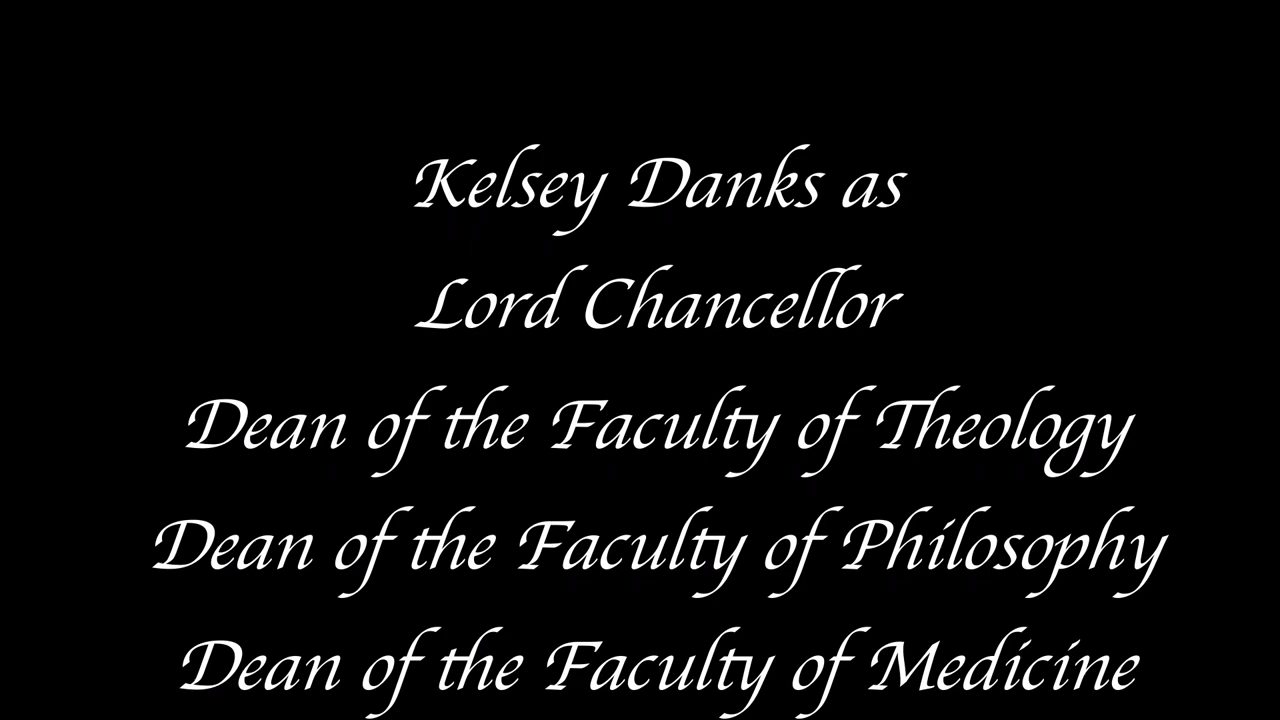 Kelsey Danks as
Lord Chancellor
Dean of the Faculty of Theology
Dean of the Faculty of Philosophy
Dean of the Faculty of Medicine